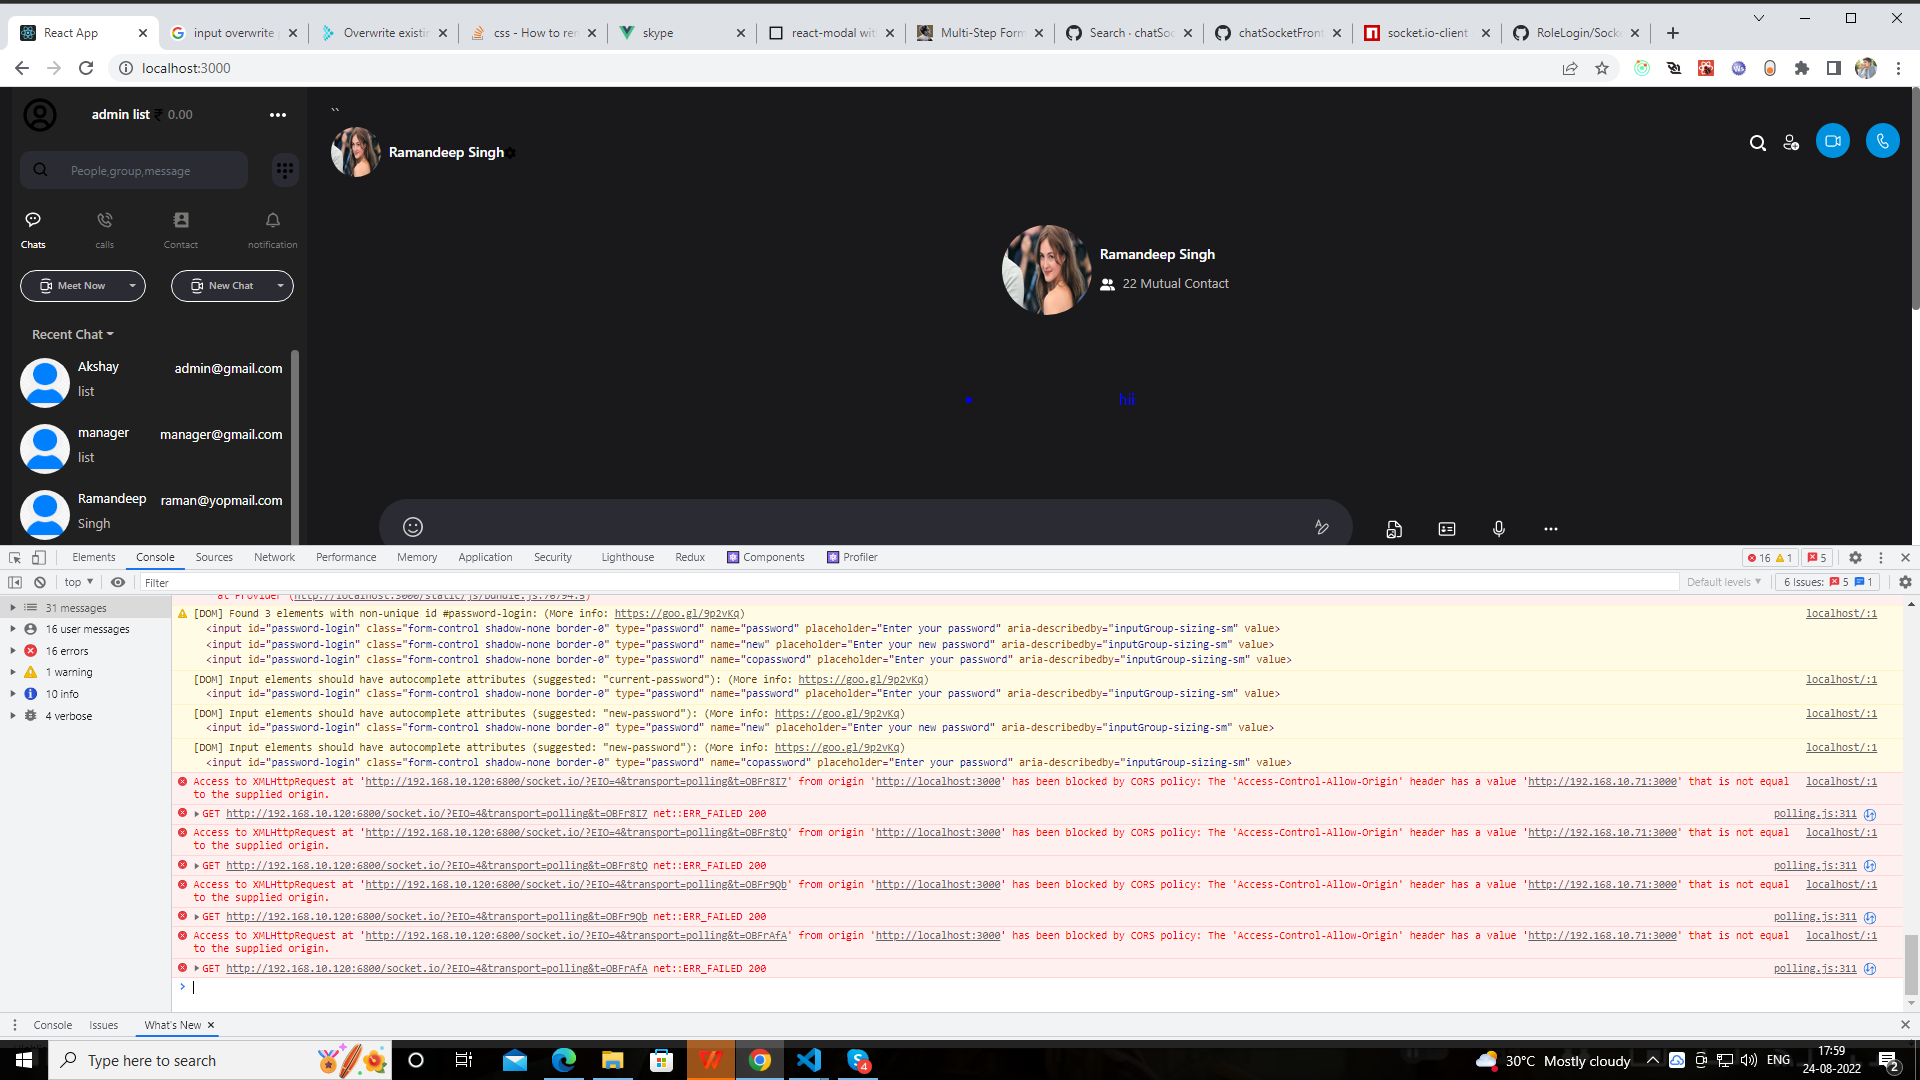 React App
input overwrite
Overwrite existi
css - How to rem
skype
react-modal wit
Multi-Step Form
Search · chatSoc
chatSocketFront
socket.io-client
RoleLogin/Socke
localhost:3000
admin list ₹ 0.00
People,group,message
Chats
calls
Contact
notification
Meet Now
New Chat
Recent Chat
Akshay
admin@gmail.com
list
manager
manager@gmail.com
list
Ramandeep
raman@yopmail.com
Singh
``
Ramandeep Singh
Ramandeep Singh
22 Mutual Contact
hii
Elements Console Sources Network Performance Memory Application Security Lighthouse Redux Components Profiler
16 1 5
top Filter Default levels 6 Issues: 5 1
31 messages
16 user messages
16 errors
1 warning
10 info
4 verbose
at Provider (http://localhost:3000/static/js/bundle.js:76794:5)
[DOM] Found 3 elements with non-unique id #password-login: (More info: https://goo.gl/9p2vKq) localhost/:1
<input id="password-login" class="form-control shadow-none border-0" type="password" name="password" placeholder="Enter your password" aria-describedby="inputGroup-sizing-sm" value>
<input id="password-login" class="form-control shadow-none border-0" type="password" name="new" placeholder="Enter your new password" aria-describedby="inputGroup-sizing-sm" value>
<input id="password-login" class="form-control shadow-none border-0" type="password" name="copassword" placeholder="Enter your password" aria-describedby="inputGroup-sizing-sm" value>
[DOM] Input elements should have autocomplete attributes (suggested: "current-password"): (More info: https://goo.gl/9p2vKq) localhost/:1
<input id="password-login" class="form-control shadow-none border-0" type="password" name="password" placeholder="Enter your password" aria-describedby="inputGroup-sizing-sm" value>
[DOM] Input elements should have autocomplete attributes (suggested: "new-password"): (More info: https://goo.gl/9p2vKq) localhost/:1
<input id="password-login" class="form-control shadow-none border-0" type="password" name="new" placeholder="Enter your new password" aria-describedby="inputGroup-sizing-sm" value>
[DOM] Input elements should have autocomplete attributes (suggested: "new-password"): (More info: https://goo.gl/9p2vKq) localhost/:1
<input id="password-login" class="form-control shadow-none border-0" type="password" name="copassword" placeholder="Enter your password" aria-describedby="inputGroup-sizing-sm" value>
Access to XMLHttpRequest at 'http://192.168.10.120:6800/socket.io/?EIO=4&transport=polling&t=OBFr8I7' from origin 'http://localhost:3000' has been blocked by CORS policy: The 'Access-Control-Allow-Origin' header has a value 'http://192.168.10.71:3000' that is not equal localhost/:1
to the supplied origin.
GET http://192.168.10.120:6800/socket.io/?EIO=4&transport=polling&t=OBFr8I7 net::ERR_FAILED 200 polling.js:311
Access to XMLHttpRequest at 'http://192.168.10.120:6800/socket.io/?EIO=4&transport=polling&t=OBFr8tQ' from origin 'http://localhost:3000' has been blocked by CORS policy: The 'Access-Control-Allow-Origin' header has a value 'http://192.168.10.71:3000' that is not equal localhost/:1
to the supplied origin.
GET http://192.168.10.120:6800/socket.io/?EIO=4&transport=polling&t=OBFr8tQ net::ERR_FAILED 200 polling.js:311
Access to XMLHttpRequest at 'http://192.168.10.120:6800/socket.io/?EIO=4&transport=polling&t=OBFr9Qb' from origin 'http://localhost:3000' has been blocked by CORS policy: The 'Access-Control-Allow-Origin' header has a value 'http://192.168.10.71:3000' that is not equal localhost/:1
to the supplied origin.
GET http://192.168.10.120:6800/socket.io/?EIO=4&transport=polling&t=OBFr9Qb net::ERR_FAILED 200 polling.js:311
Access to XMLHttpRequest at 'http://192.168.10.120:6800/socket.io/?EIO=4&transport=polling&t=OBFrAfA' from origin 'http://localhost:3000' has been blocked by CORS policy: The 'Access-Control-Allow-Origin' header has a value 'http://192.168.10.71:3000' that is not equal localhost/:1
to the supplied origin.
GET http://192.168.10.120:6800/socket.io/?EIO=4&transport=polling&t=OBFrAfA net::ERR_FAILED 200 polling.js:311
Console Issues What's New
Type here to search
4
30°C Mostly cloudy
ENG
17:59
24-08-2022
2